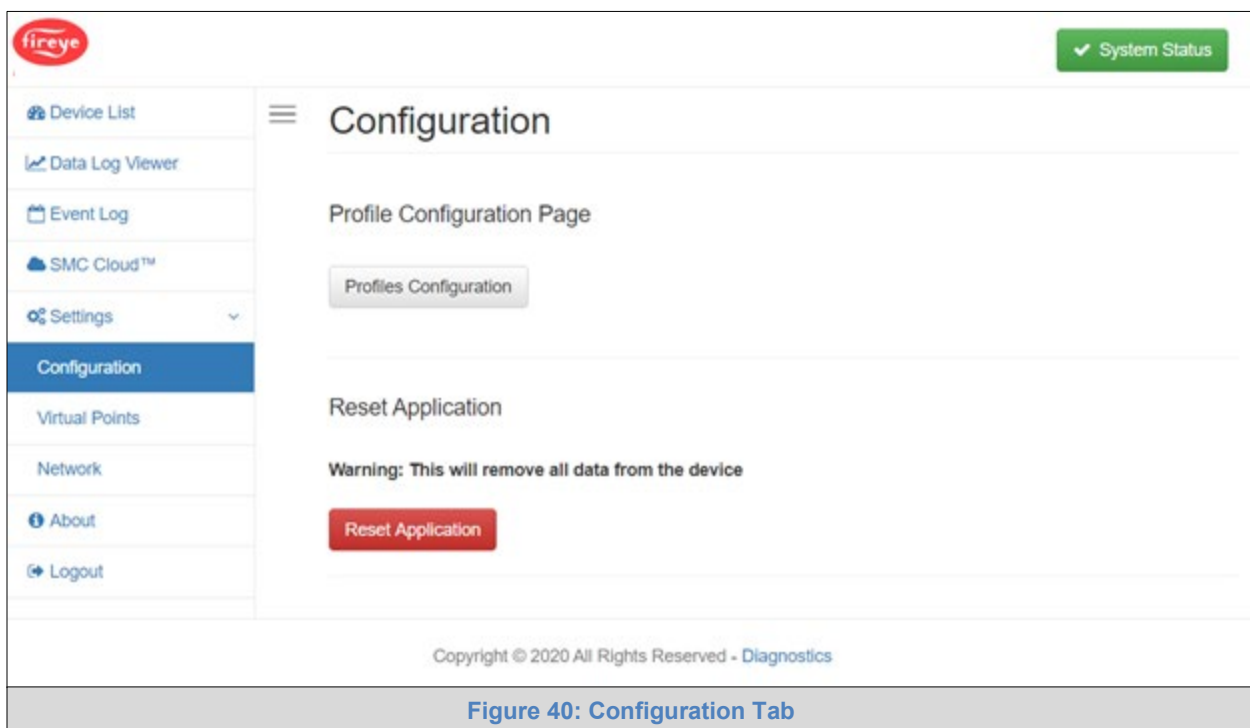 fireye
System Status
Device List
Data Log Viewer
Event Log
SMC Cloud™
Settings
Configuration
Virtual Points
Network
About
Logout
Configuration
Profile Configuration Page
Profiles Configuration
Reset Application
Warning: This will remove all data from the device
Reset Application
Copyright © 2020 All Rights Reserved - Diagnostics
Figure 40: Configuration Tab